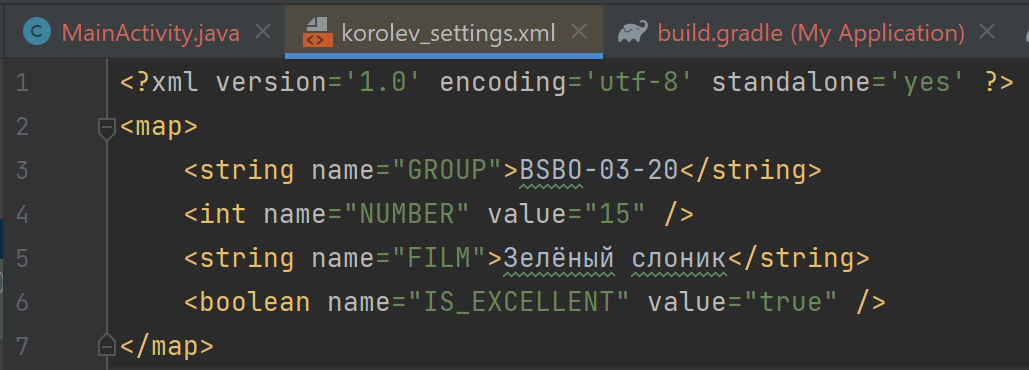 MainActivity.java korolev_settings.xml build.gradle (My Application)
1 <?xml version='1.0' encoding='utf-8' standalone='yes' ?>
2 <map>
3 <string name="GROUP">BSBO-03-20</string>
4 <int name="NUMBER" value="15" />
5 <string name="FILM">Зелёный слоник</string>
6 <boolean name="IS_EXCELLENT" value="true" />
7 </map>